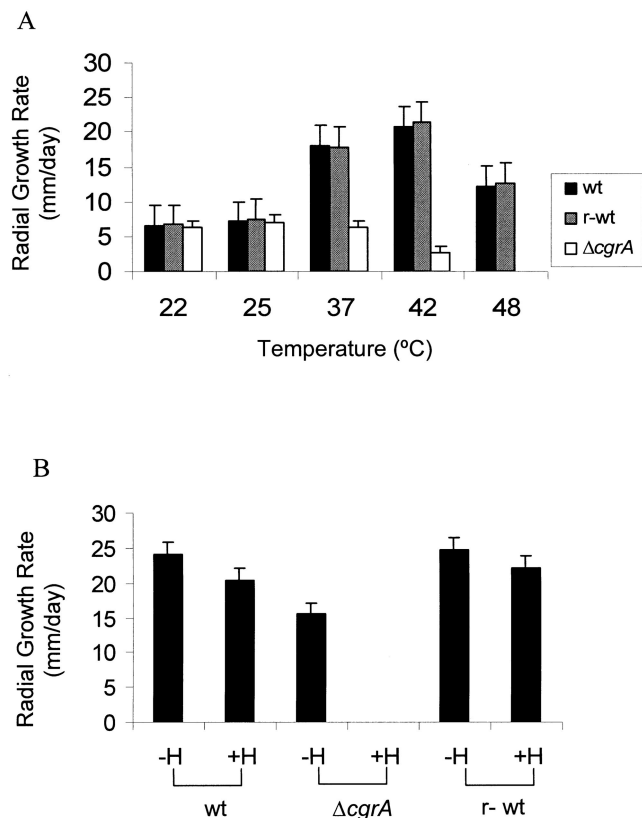 A
Radial Growth Rate
(mm/day)
30
25
20
15
10
5
0
22 25 37 42 48
Temperature (ºC)
wt
r-wt
ΔcgrA
B
Radial Growth Rate
(mm/day)
30
25
20
15
10
5
0
-H +H -H +H -H +H
wt ΔcgrA r- wt